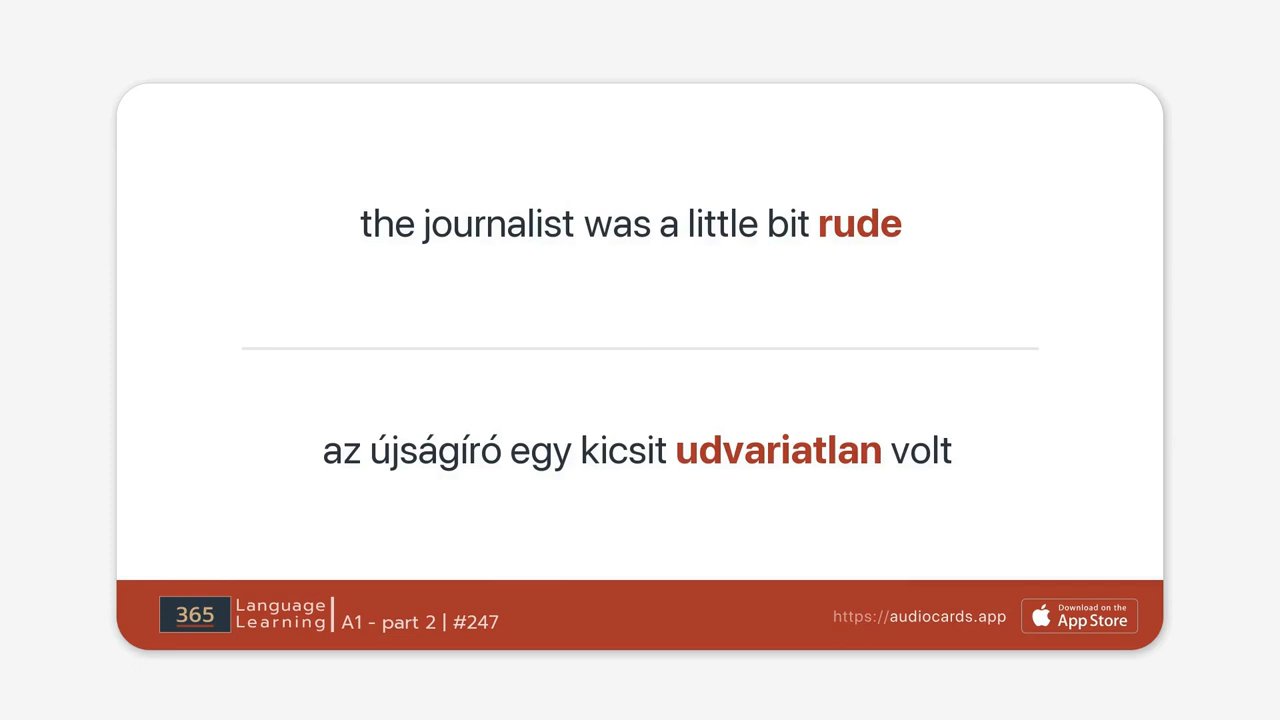 the journalist was a little bit rude
az újságíró egy kicsit udvariatlan volt
365
Language
Learning
A1 - part 2 | #247
https://audiocards.app
Download on the
App Store